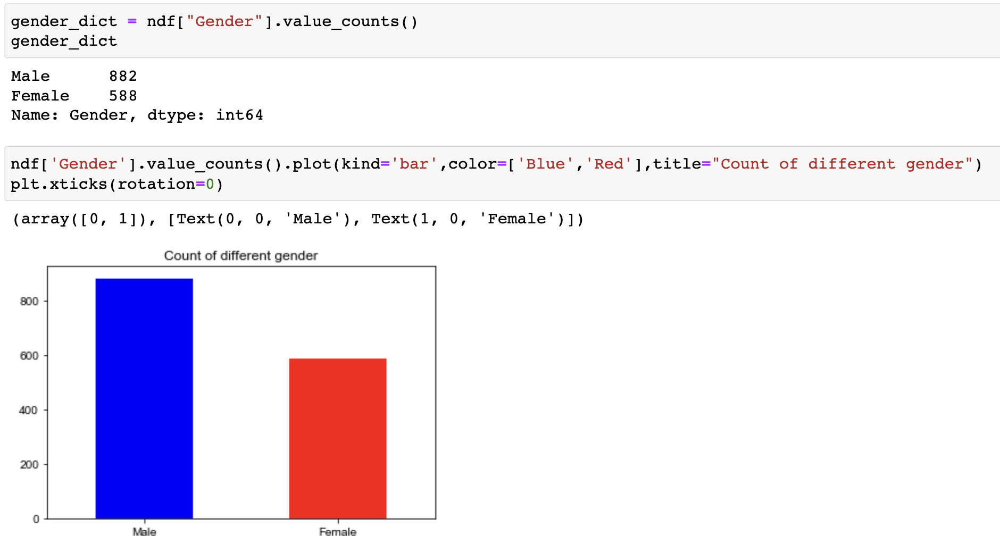 gender_dict = ndf["Gender"].value_counts()
gender_dict
Male      882
Female    588
Name: Gender, dtype: int64
ndf['Gender'].value_counts().plot(kind='bar',color=['Blue','Red'],title="Count of different gender")
plt.xticks(rotation=0)
(array([0, 1]), [Text(0, 0, 'Male'), Text(1, 0, 'Female')])
Count of different gender
800
600
400
200
0
Male Female